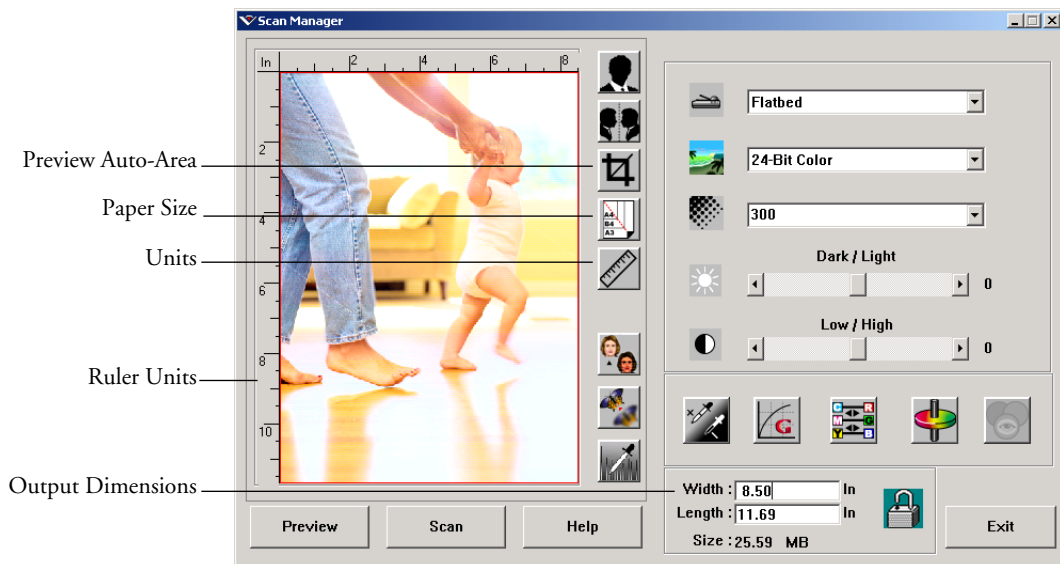 Scan Manager
In
2
4
6
8
2
4
6
8
10
Preview Auto-Area
Paper Size
Units
Ruler Units
Output Dimensions
A4
B4
A3
Flatbed
24-Bit Color
300
Dark / Light
0
Low / High
0
G
C R
M G
Y B
Width : 8.50 In
Length : 11.69 In
Size : 25.59 MB
Preview
Scan
Help
Exit